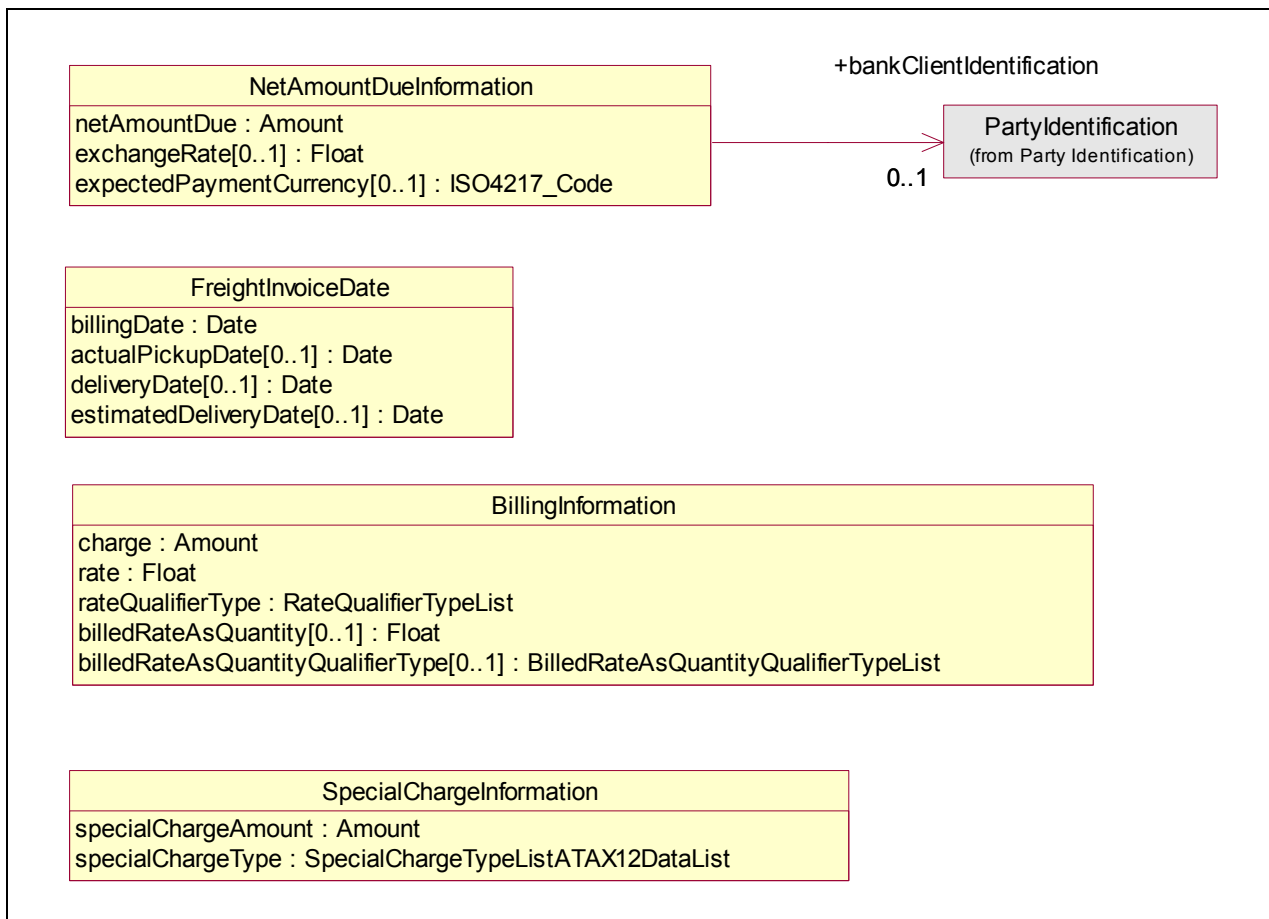 +bankClientIdentification
NetAmountDueInformation
netAmountDue : Amount
exchangeRate[0..1] : Float
expectedPaymentCurrency[0..1] : ISO4217_Code
PartyIdentification
(from Party Identification)
0..1
FreightInvoiceDate
billingDate : Date
actualPickupDate[0..1] : Date
deliveryDate[0..1] : Date
estimatedDeliveryDate[0..1] : Date
BillingInformation
charge : Amount
rate : Float
rateQualifierType : RateQualifierTypeList
billedRateAsQuantity[0..1] : Float
billedRateAsQuantityQualifierType[0..1] : BilledRateAsQuantityQualifierTypeList
SpecialChargeInformation
specialChargeAmount : Amount
specialChargeType : SpecialChargeTypeListATAX12DataList